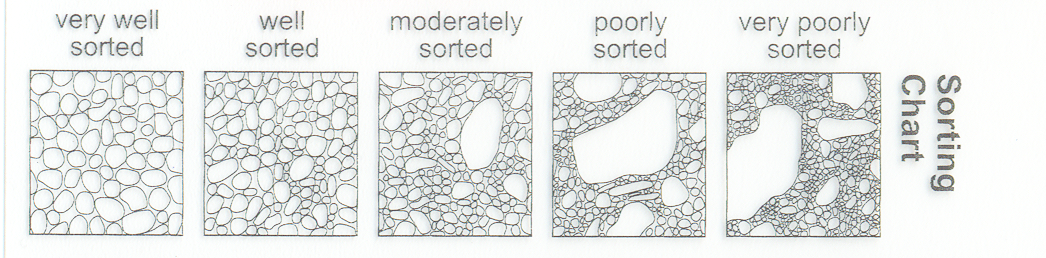 very well
sorted
well
sorted
moderately
sorted
poorly
sorted
very poorly
sorted
Sorting
Chart